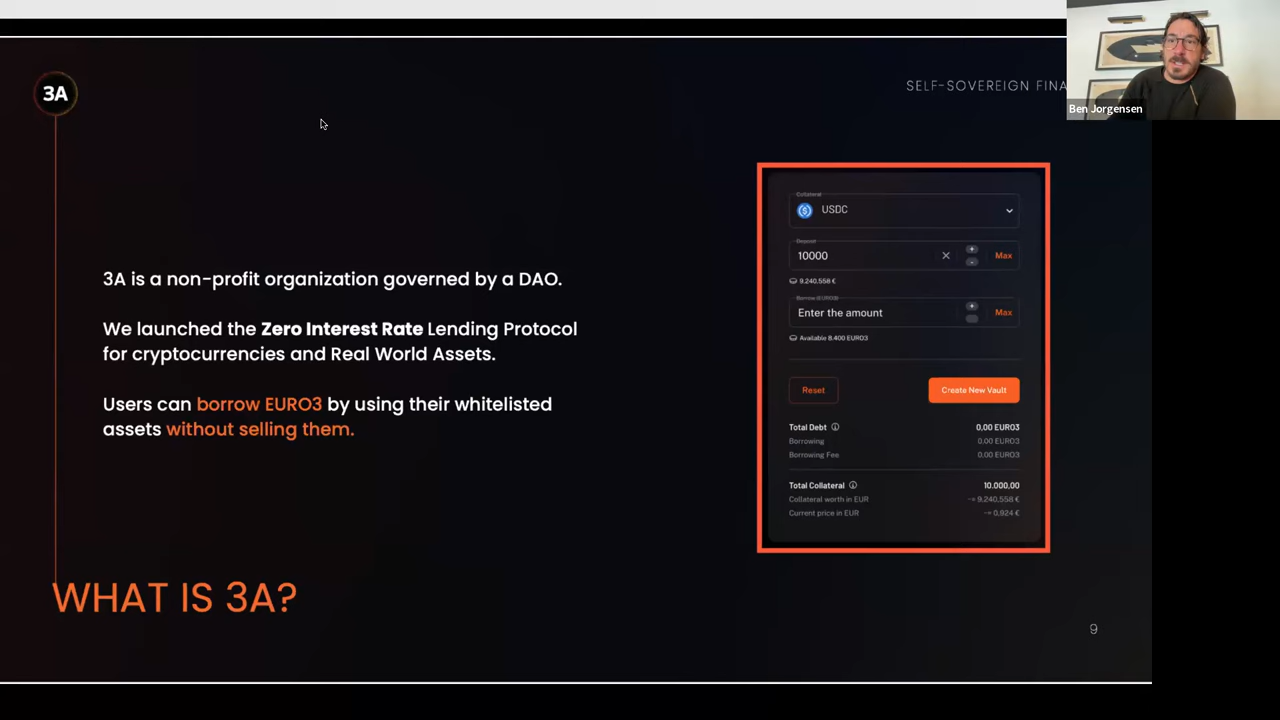 3A
SELF-SOVEREIGN FINA
Ben Jorgensen
3A is a non-profit organization governed by a DAO.
We launched the Zero Interest Rate Lending Protocol
for cryptocurrencies and Real World Assets.
Users can borrow EURO3 by using their whitelisted
assets without selling them.
Collateral
USDC
Deposit
10000
Max
9.240,558 €
Borrow (EURO3)
Enter the amount
Max
Available 8.400 EURO3
Reset
Create New Vault
Total Debt
0,00 EURO3
Borrowing
0.00 EURO3
Borrowing Fee
0.00 EURO3
Total Collateral
10.000,00
Collateral worth in EUR
~= 9.240,558 €
Current price in EUR
~= 0,924 €
WHAT IS 3A?
9